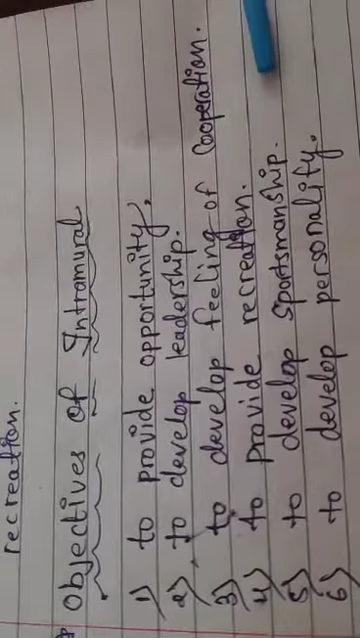 recreation.
Objectives of Intramural
1) to provide opportunity.
2) to develop leadership.
3) to develop feeling of Cooperation.
4) to provide recreation.
5) to develop Sportsmanship.
6) to develop personality.